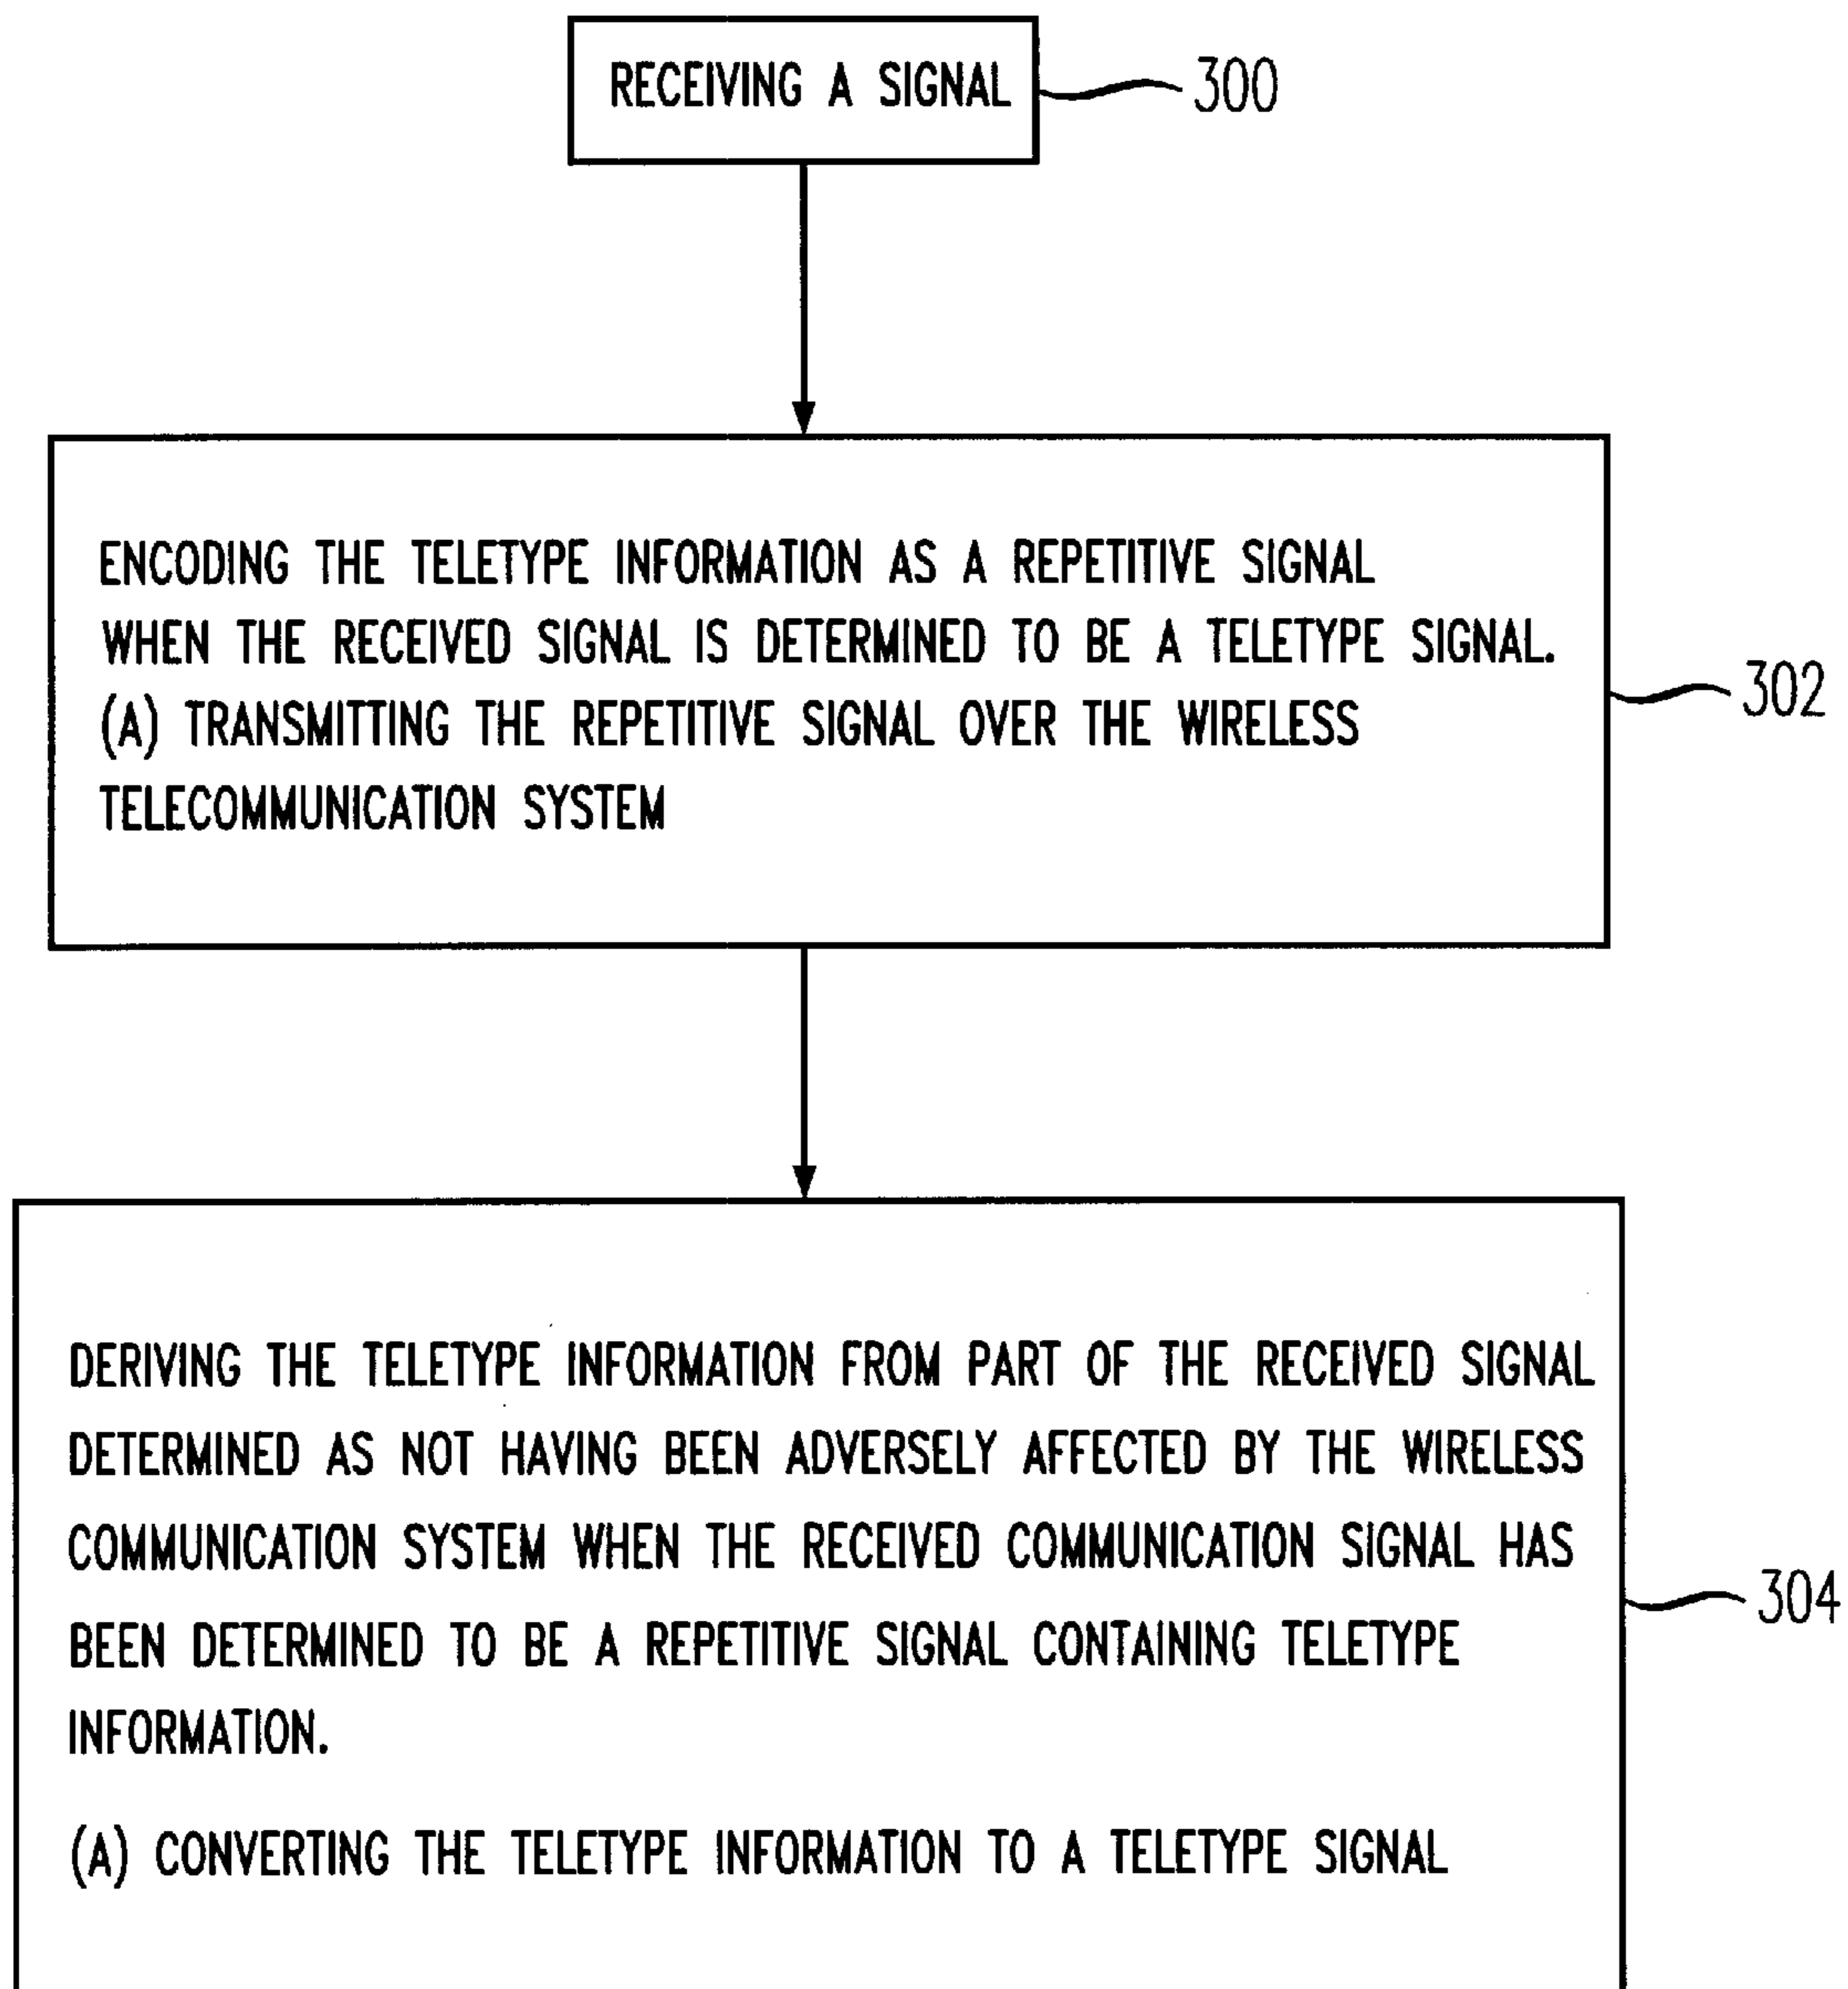 RECEIVING A SIGNAL
300
ENCODING THE TELETYPE INFORMATION AS A REPETITIVE SIGNAL
WHEN THE RECEIVED SIGNAL IS DETERMINED TO BE A TELETYPE SIGNAL.
(A) TRANSMITTING THE REPETITIVE SIGNAL OVER THE WIRELESS
TELECOMMUNICATION SYSTEM
302
DERIVING THE TELETYPE INFORMATION FROM PART OF THE RECEIVED SIGNAL
DETERMINED AS NOT HAVING BEEN ADVERSELY AFFECTED BY THE WIRELESS
COMMUNICATION SYSTEM WHEN THE RECEIVED COMMUNICATION SIGNAL HAS
BEEN DETERMINED TO BE A REPETITIVE SIGNAL CONTAINING TELETYPE
INFORMATION.
(A) CONVERTING THE TELETYPE INFORMATION TO A TELETYPE SIGNAL
304